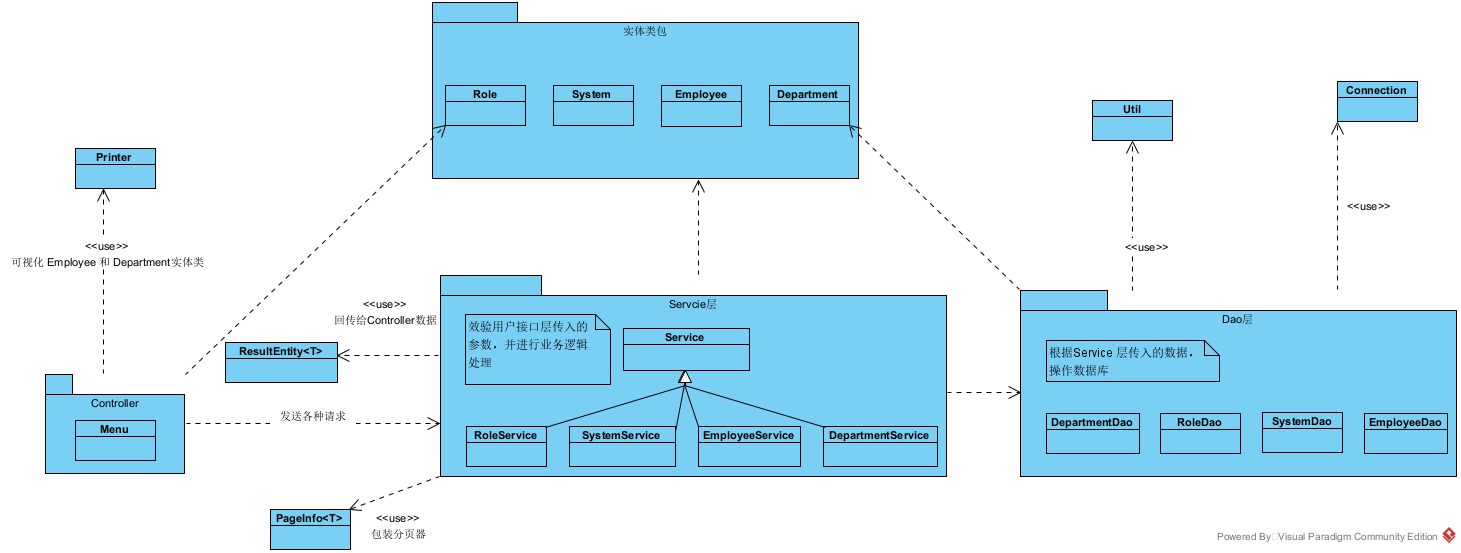 实体类包
Role
System
Employee
Department
Connection
Util
Printer
<<use>>
可视化 Employee 和 Department实体类
<<use>>
<<use>>
Servcie层
<<use>>
回传给Controller数据
效验用户接口层传入的
参数，并进行业务逻辑
处理
Service
Dao层
根据Service 层传入的数据，
操作数据库
ResultEntity<T>
Controller
Menu
发送各种请求
RoleService
SystemService
EmployeeService
DepartmentService
DepartmentDao
RoleDao
SystemDao
EmployeeDao
PageInfo<T>
<<use>>
包装分页器
Powered By Visual Paradigm Community Edition